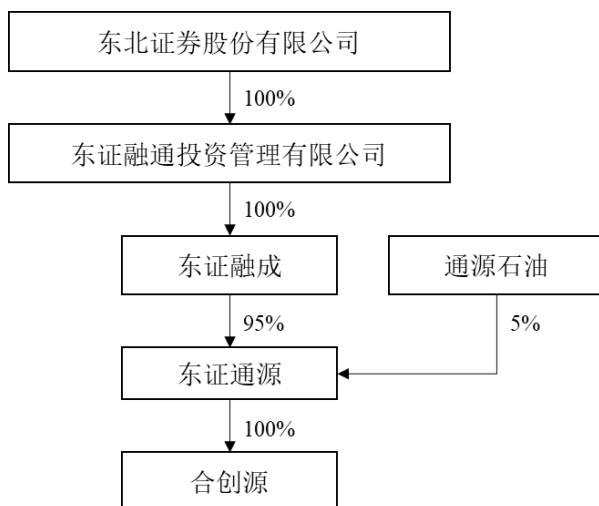 东北证券股份有限公司
100%
东证融通投资管理有限公司
100%
东证融成
通源石油
95%
5%
东证通源
100%
合创源